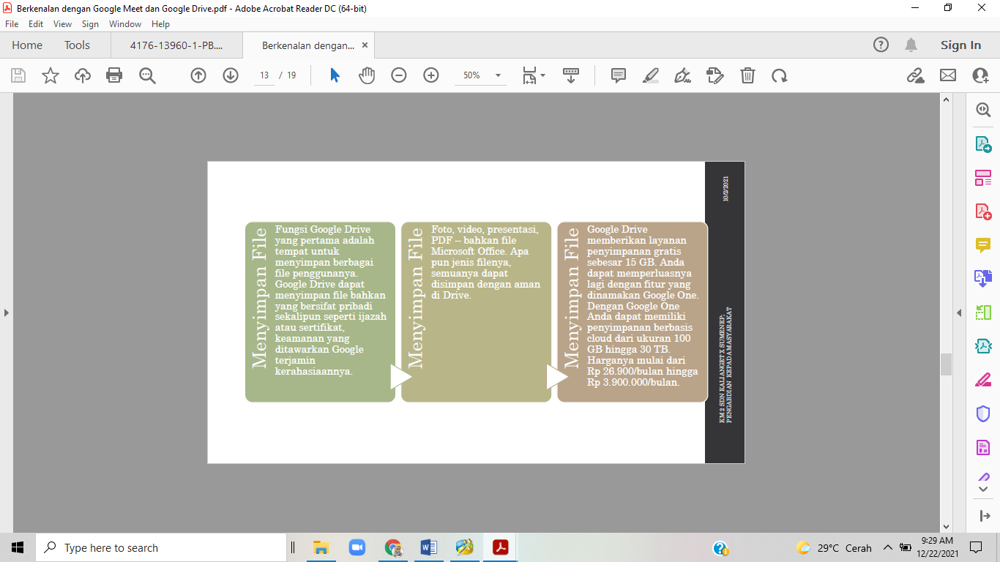 Berkenalan dengan Google Meet dan Google Drive.pdf - Adobe Acrobat Reader DC (64-bit)
File Edit View Sign Window Help
Home Tools 4176-13960-1-PB.... Berkenalan dengan... Sign In
13 / 19 50%
10/2/2021
Menyimpan File
Fungsi Google Drive
yang pertama adalah
tempat untuk
menyimpan berbagai
file penggunanya.
Google Drive dapat
menyimpan file bahkan
yang bersifat pribadi
sekalipun seperti ijazah
atau sertifikat,
keamanan yang
ditawarkan Google
terjamin
kerahasiaannya.
Menyimpan File
Foto, video, presentasi,
PDF – bahkan file
Microsoft Office. Apa
pun jenis filenya,
semuanya dapat
disimpan dengan aman
di Drive.
Menyimpan File
Google Drive
memberikan layanan
penyimpanan gratis
sebesar 15 GB. Anda
dapat memperluasnya
lagi dengan fitur yang
dinamakan Google One.
Dengan Google One
Anda dapat memiliki
penyimpanan berbasis
cloud dari ukuran 100
GB hingga 30 TB.
Harganya mulai dari
Rp 26.900/bulan hingga
Rp 3.900.000/bulan.
KM 2 SDN KALIANGET X SUMENEP;
PENGABDIAN KEPADA MASYARAKAT
Type here to search
29°C Cerah
9:29 AM
12/22/2021